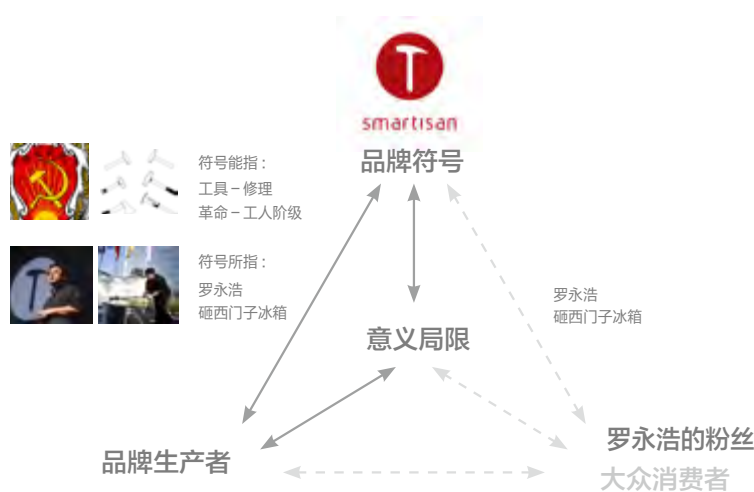 smartisan
品牌符号
符号能指：
工具 – 修理
革命 – 工人阶级
符号所指：
罗永浩
砸西门子冰箱
罗永浩
砸西门子冰箱
意义局限
品牌生产者
罗永浩的粉丝
大众消费者